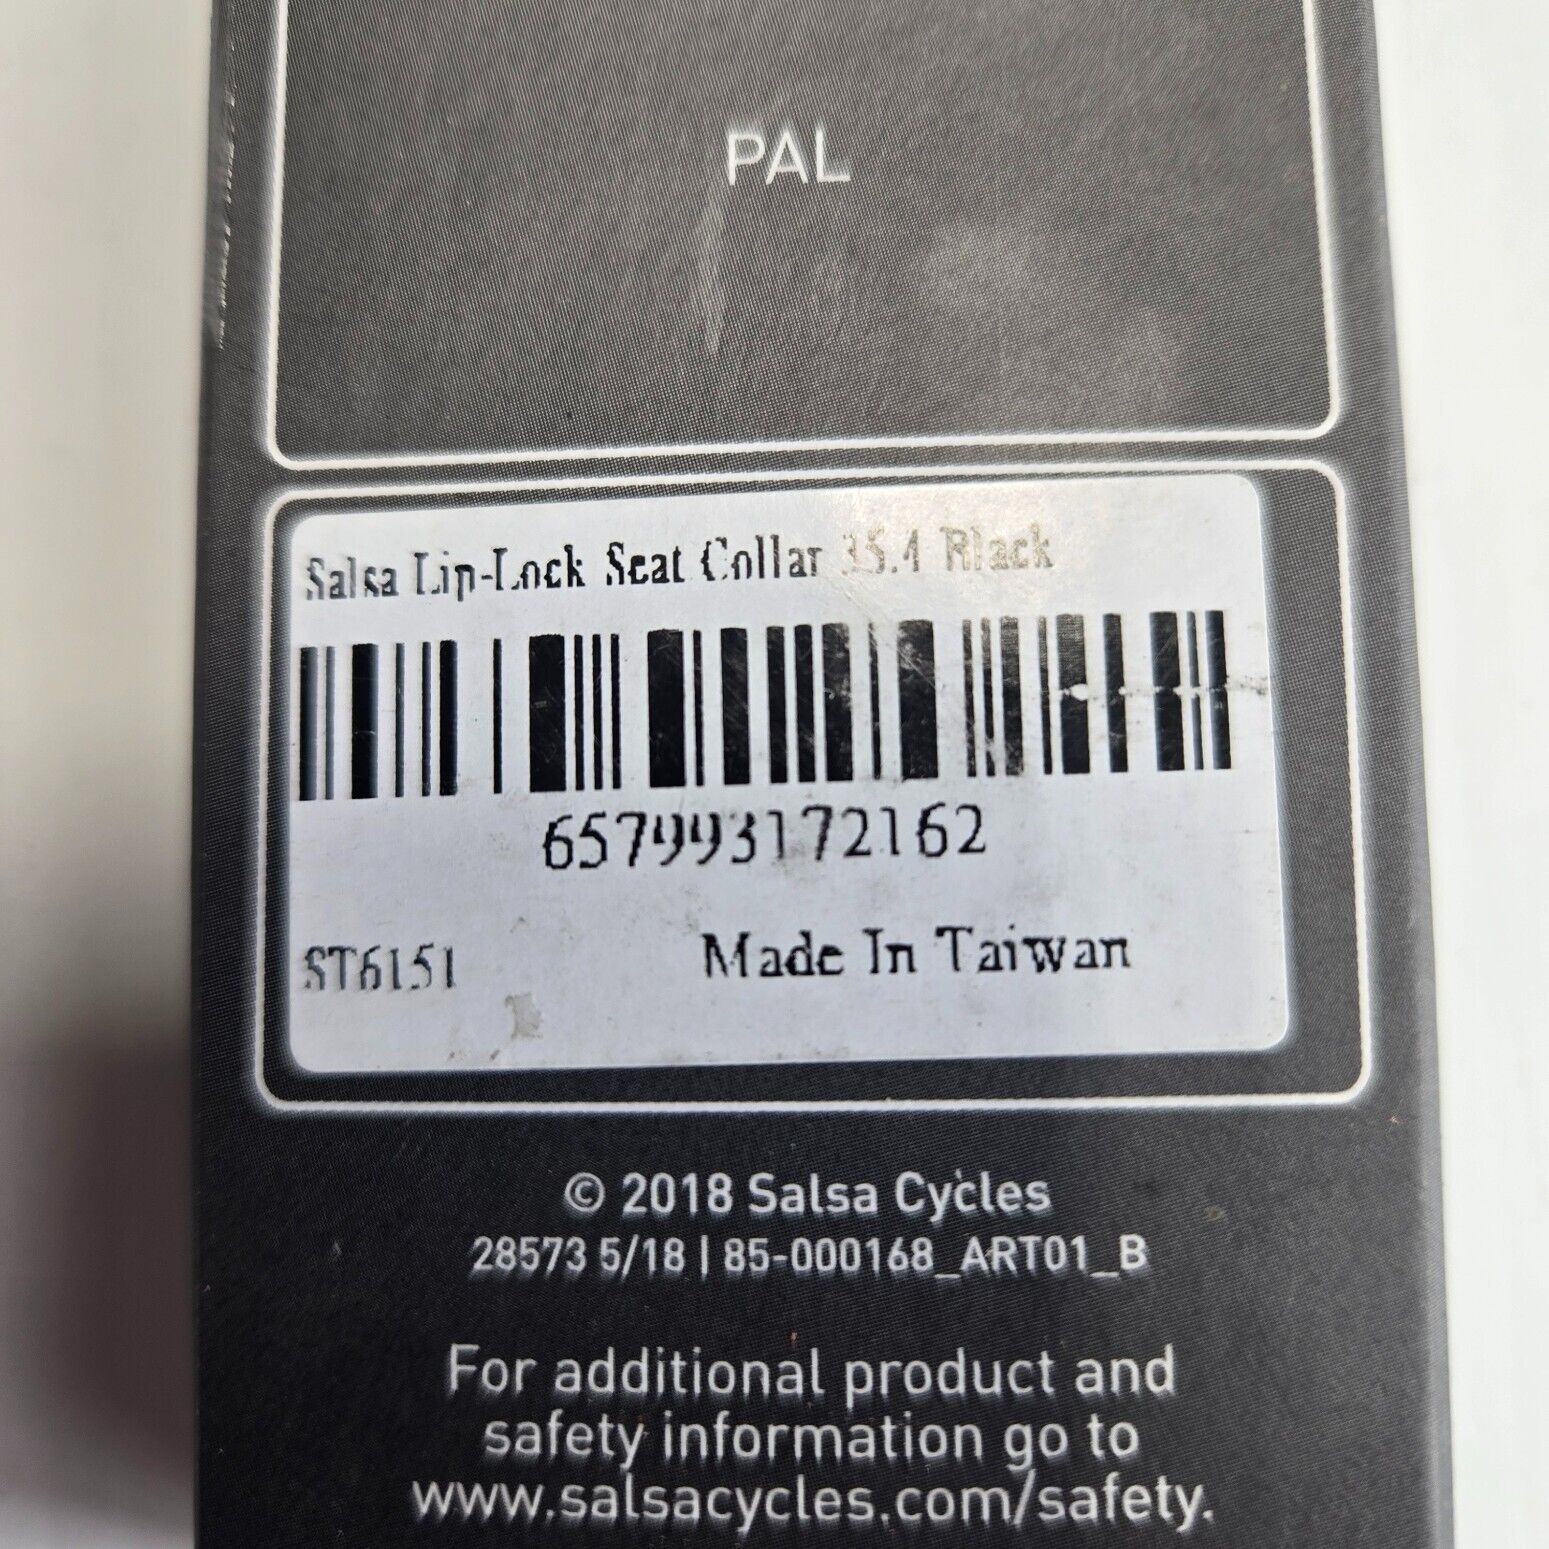 PAL
Salsa Lip-Lock Seat Collar 35.4 Black
657993172162
ST6151
Made In Taiwan
© 2018 Salsa Cycles
28573 5/18 | 85-000168_ART01_B
For additional product and
safety information go to
www.salsacycles.com/safety.